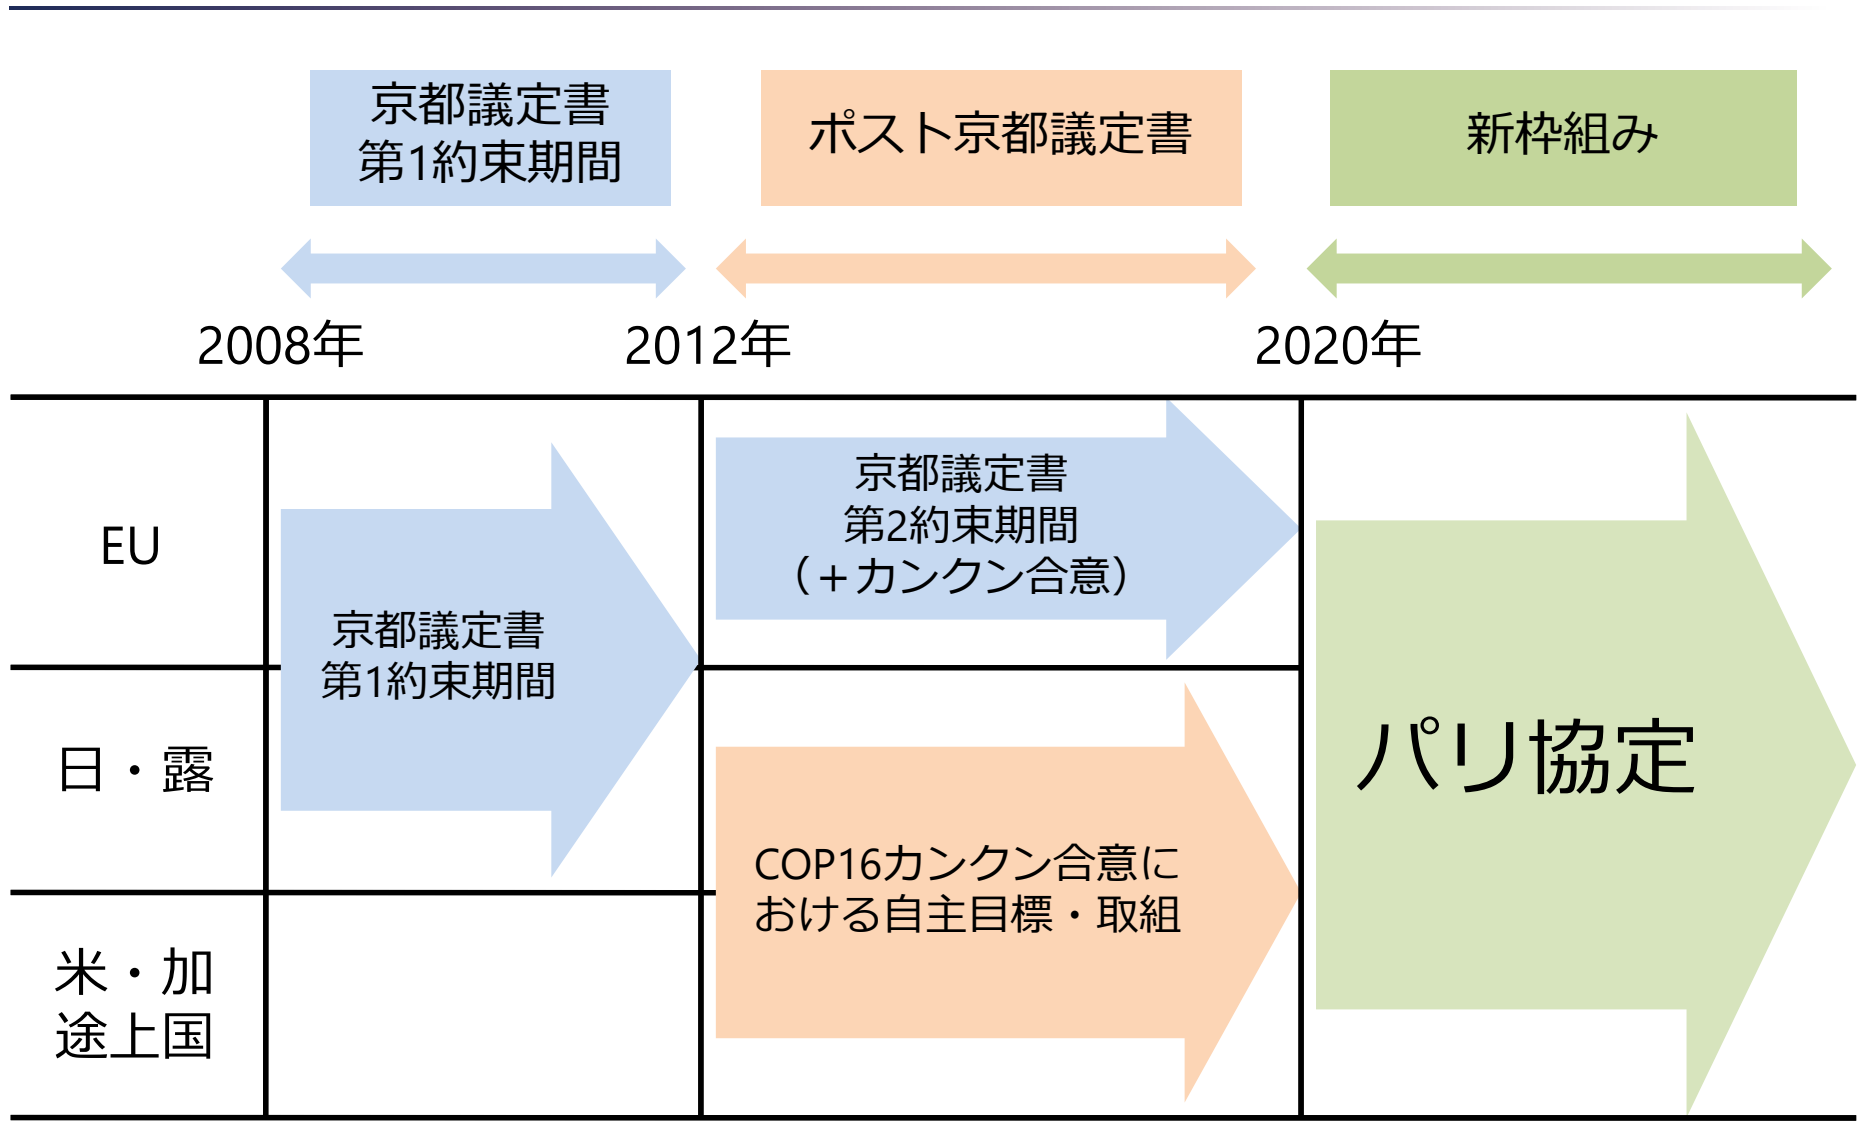 京都議定書
第1約束期間
ポスト京都議定書
新枠組み
2008年
2012年
2020年
EU
京都議定書
第1約束期間
京都議定書
第2約束期間
（＋カンクン合意）
日・露
COP16カンクン合意に
おける自主目標・取組
パリ協定
米・加
途上国